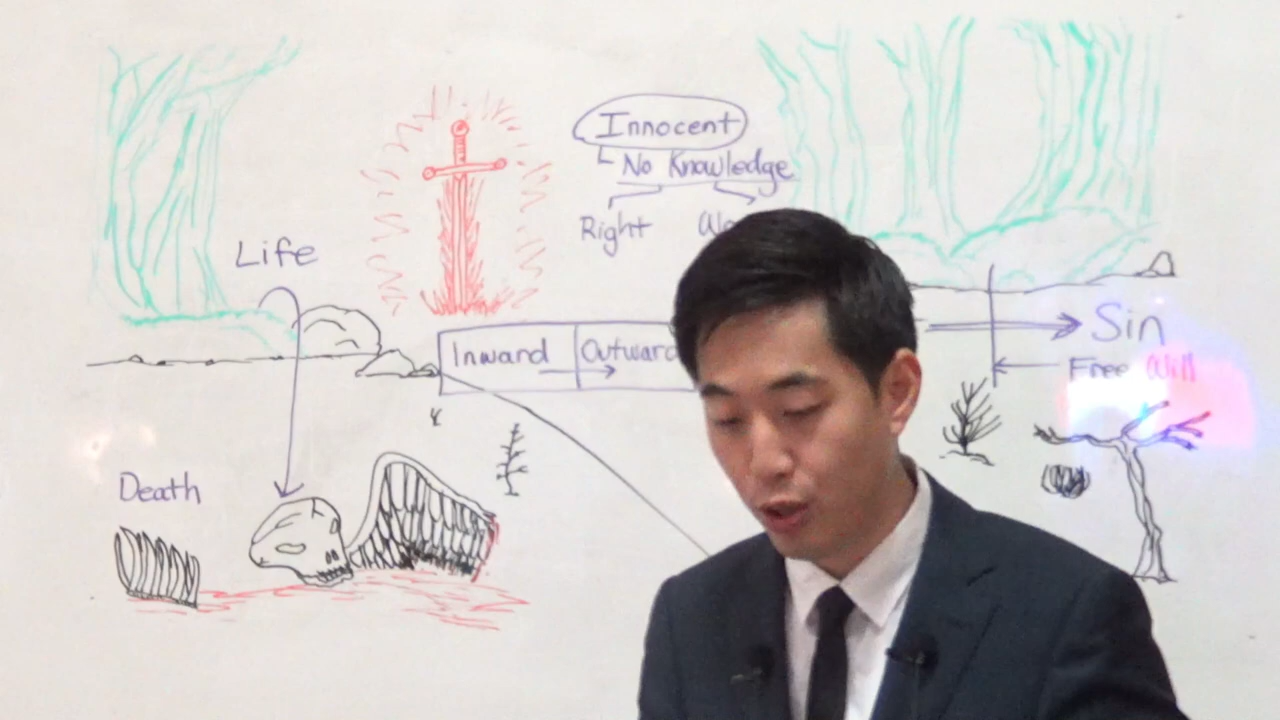 Innocent
No Knowledge
Right
Life
Inward
Outward
Sin
Free Will
Death